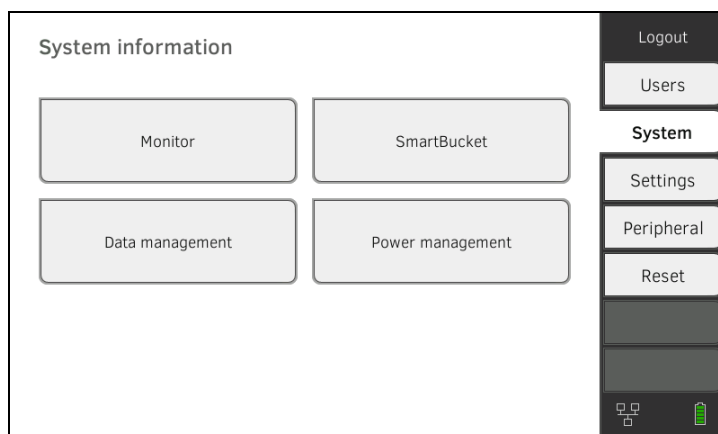 System information
Monitor
SmartBucket
Data management
Power management
Logout
Users
System
Settings
Peripheral
Reset